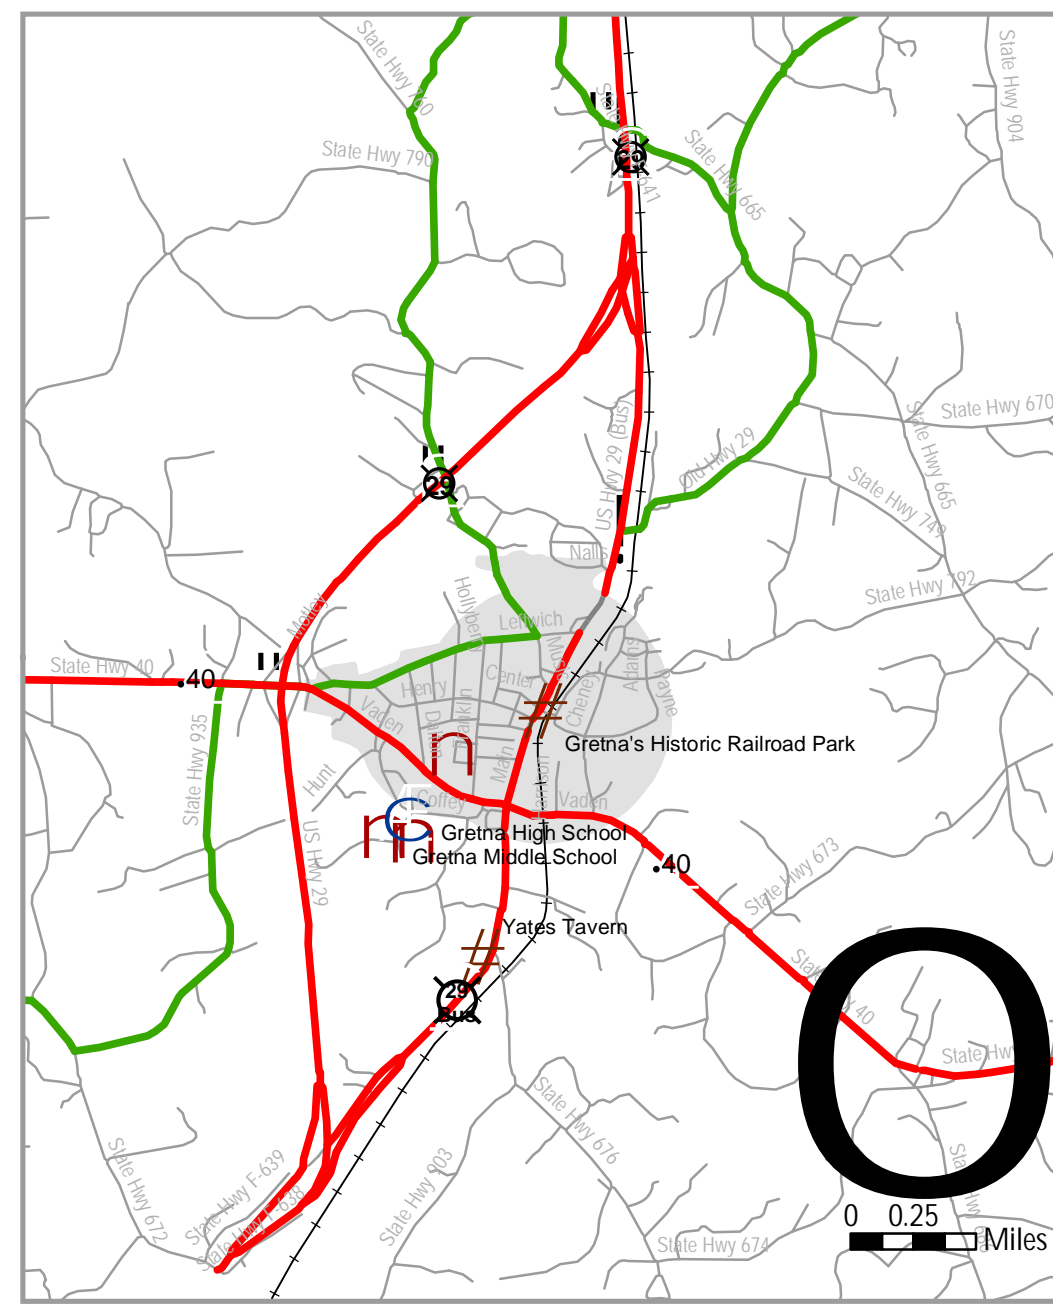 State Hwy 760
State Hwy 904
State Hwy 790
State Hwy 665
29
State Hwy 670
US Hwy 29 (Bus)
State Hwy 665
Old Hwy 29
29
State Hwy 749
Nalls
State Hwy 792
Hollyberry
Motley
Leftwich
State Hwy 40
.40
Center
Adams
Payne
Henry
Cheney
Franklin
Vaden
State Hwy 935
Main
Gretna's Historic Railroad Park
Hunt
Coffey
Vaden
n
C
n
n
Gretna High School
Gretna Middle School
US Hwy 29
.40
State Hwy 673
Yates Tavern
29
Bus
State Hwy 40
O
State Hwy
State Hwy 676
State Hwy 672
State Hwy F-639
State Hwy 903
State Hwy F-638
State Hwy 674
0 0.25
Miles